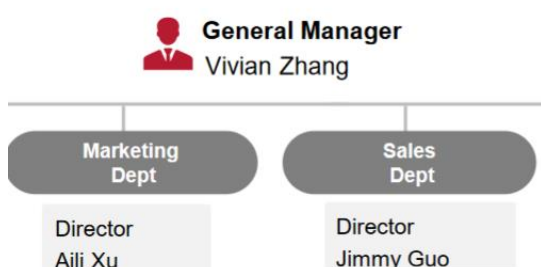 General Manager
Vivian Zhang
Marketing
Dept
Sales
Dept
Director
Aili Xu
Director
Jimmy Guo